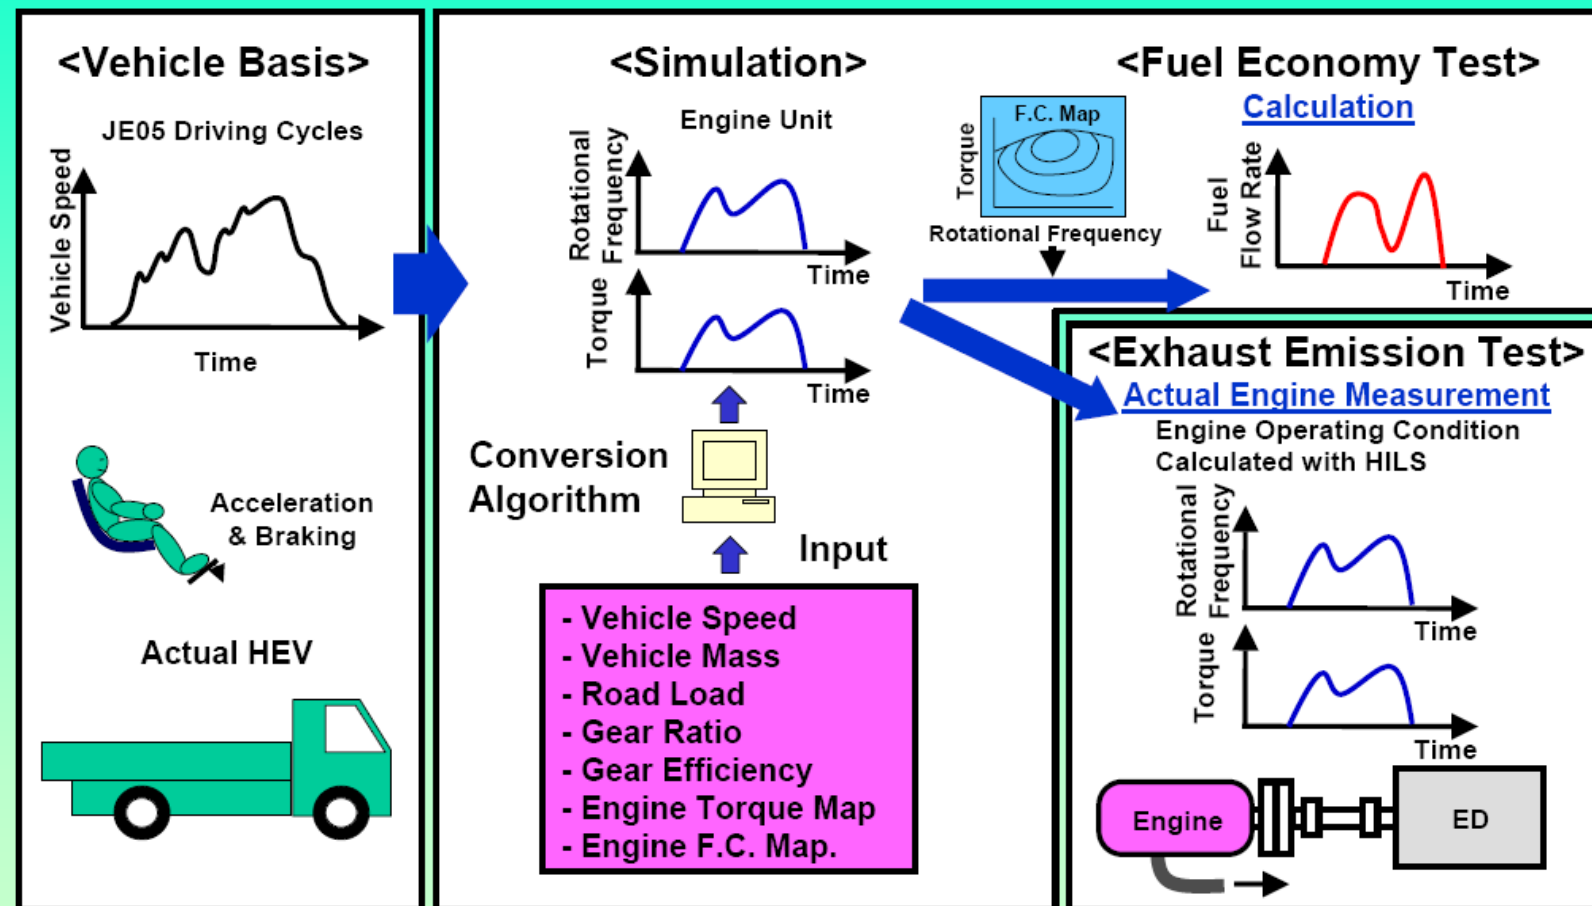 <Vehicle Basis>
JE05 Driving Cycles
Vehicle Speed
Time
Acceleration
& Braking
Actual HEV
<Simulation>
Engine Unit
Rotational
Frequency
Time
Torque
Time
Conversion
Algorithm
Input
- Vehicle Speed
- Vehicle Mass
- Road Load
- Gear Ratio
- Gear Efficiency
- Engine Torque Map
- Engine F.C. Map.
<Fuel Economy Test>
Calculation
F.C. Map
Torque
Rotational Frequency
Fuel
Flow Rate
Time
<Exhaust Emission Test>
Actual Engine Measurement
Engine Operating Condition
Calculated with HILS
Rotational
Frequency
Time
Torque
Time
Engine
ED